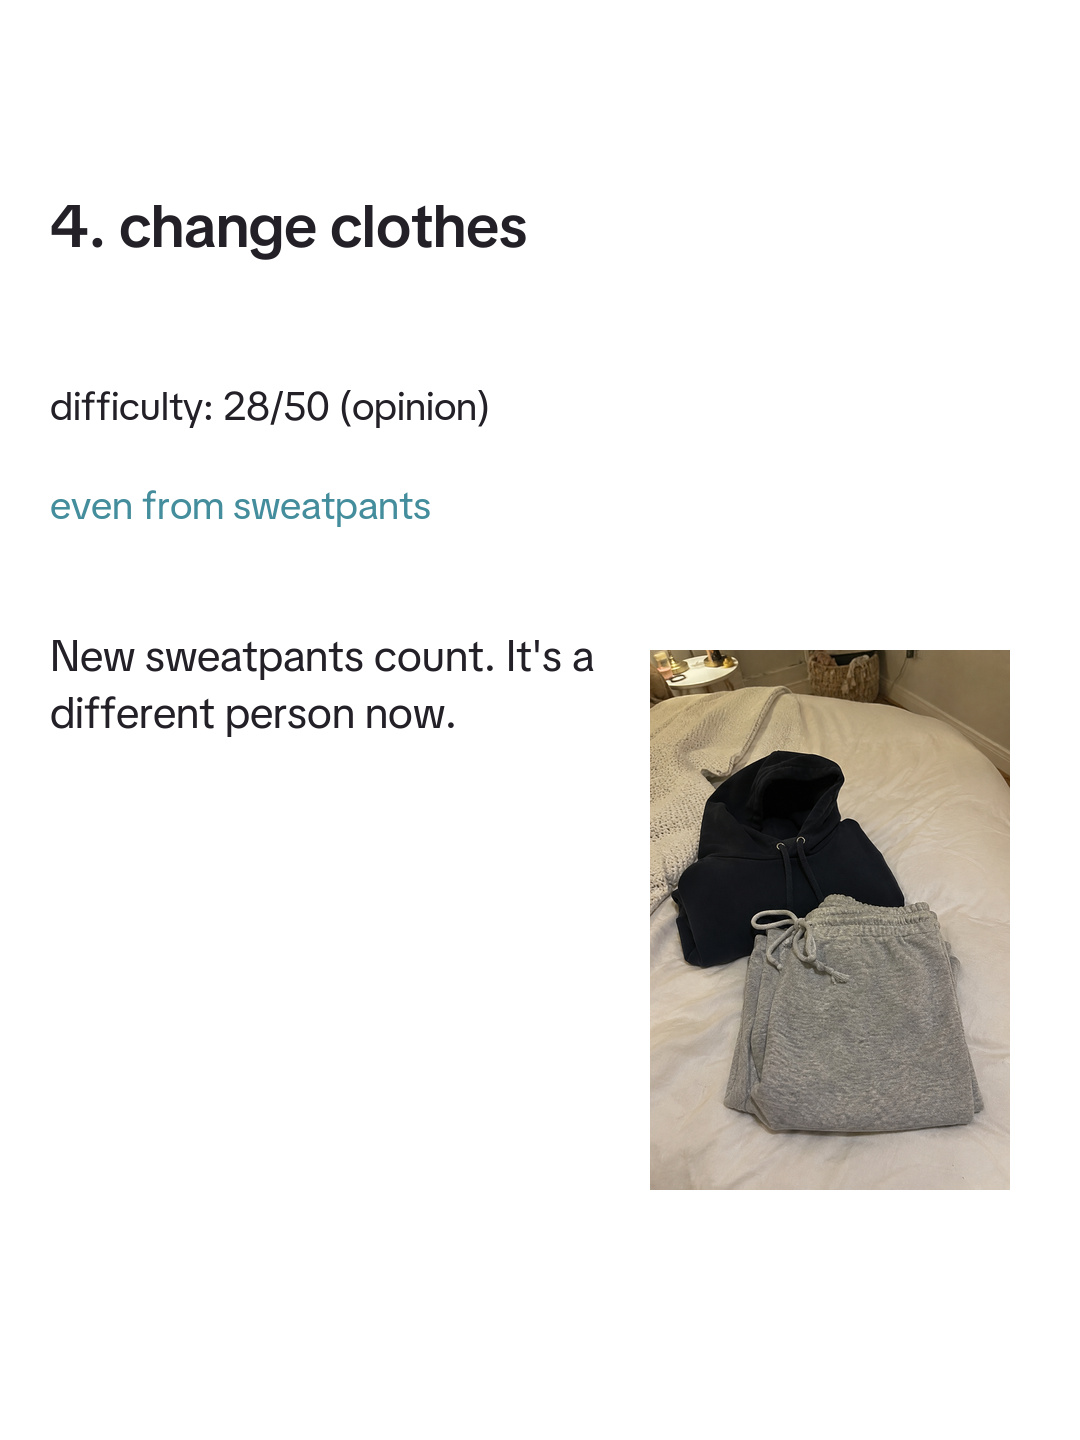 4. change clothes
difficulty: 28/50 (opinion)
even from sweatpants
New sweatpants count. It's a
different person now.